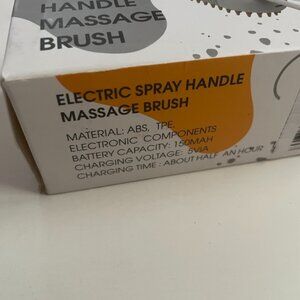 HANDLE
MASSAGE
BRUSH
ELECTRIC SPRAY HANDLE
MASSAGE BRUSH
MATERIAL: ABS, TPE,
ELECTRONIC COMPONENTS
BATTERY CAPACITY: 150MAH
CHARGING VOLTAGE: 5V1A
CHARGING TIME: ABOUT HALF AN HOUR